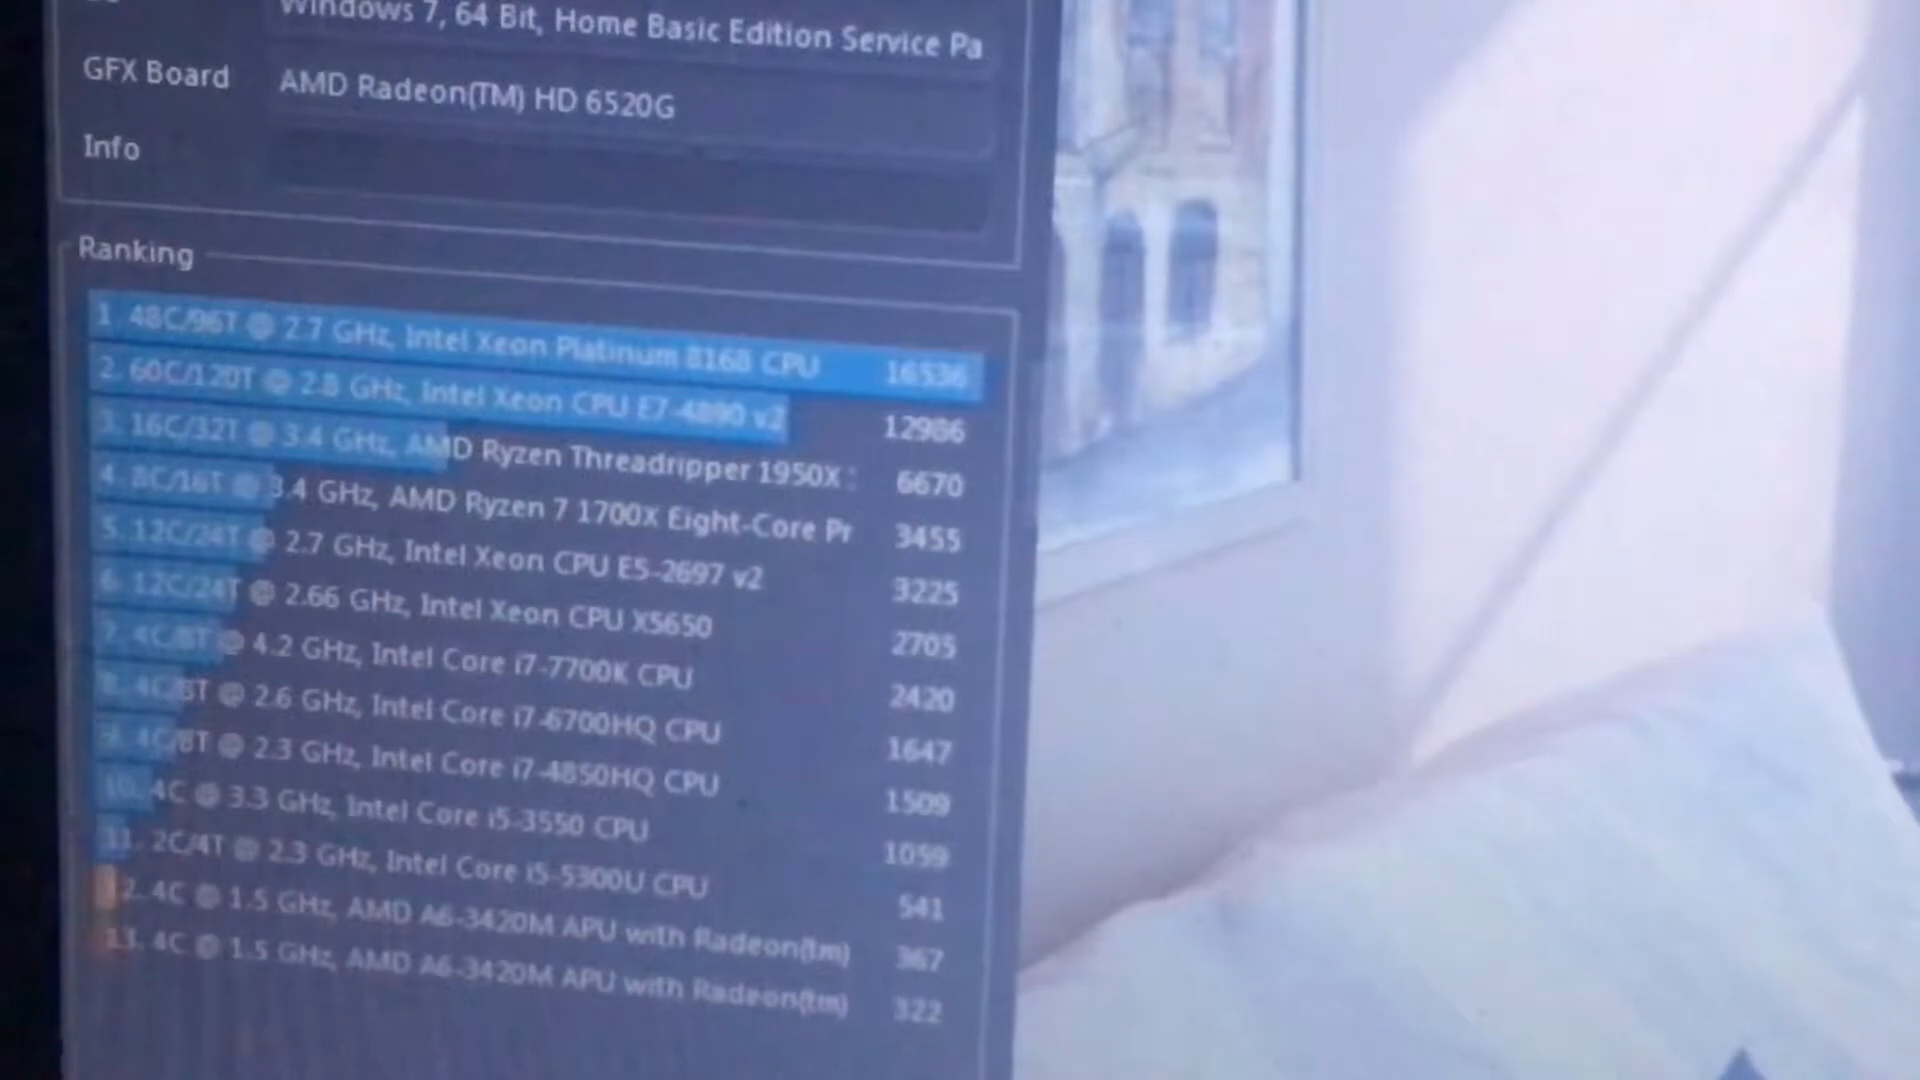 Windows 7, 64 Bit, Home Basic Edition Service Pa
GFX Board
AMD Radeon(TM) HD 6520G
Info
Ranking
1. 48C/96T @ 2.7 GHz, Intel Xeon Platinum 8168 CPU 16536
2. 60C/120T @ 2.8 GHz, Intel Xeon CPU E7-4890 v2 12986
3. 16C/32T @ 3.4 GHz, AMD Ryzen Threadripper 1950X : 6670
4. 8C/16T @ 3.4 GHz, AMD Ryzen 7 1700X Eight-Core Pr 3455
5. 12C/24T @ 2.7 GHz, Intel Xeon CPU E5-2697 v2 3225
6. 12C/24T @ 2.66 GHz, Intel Xeon CPU X5650 2705
7. 4C/8T @ 4.2 GHz, Intel Core i7-7700K CPU 2420
8. 4C/8T @ 2.6 GHz, Intel Core i7-6700HQ CPU 1647
9. 4C/8T @ 2.3 GHz, Intel Core i7-4850HQ CPU 1509
10. 4C @ 3.3 GHz, Intel Core i5-3550 CPU 1059
11. 2C/4T @ 2.3 GHz, Intel Core i5-5300U CPU 541
12. 4C @ 1.5 GHz, AMD A6-3420M APU with Radeon(tm) 367
13. 4C @ 1.5 GHz, AMD A6-3420M APU with Radeon(tm) 322